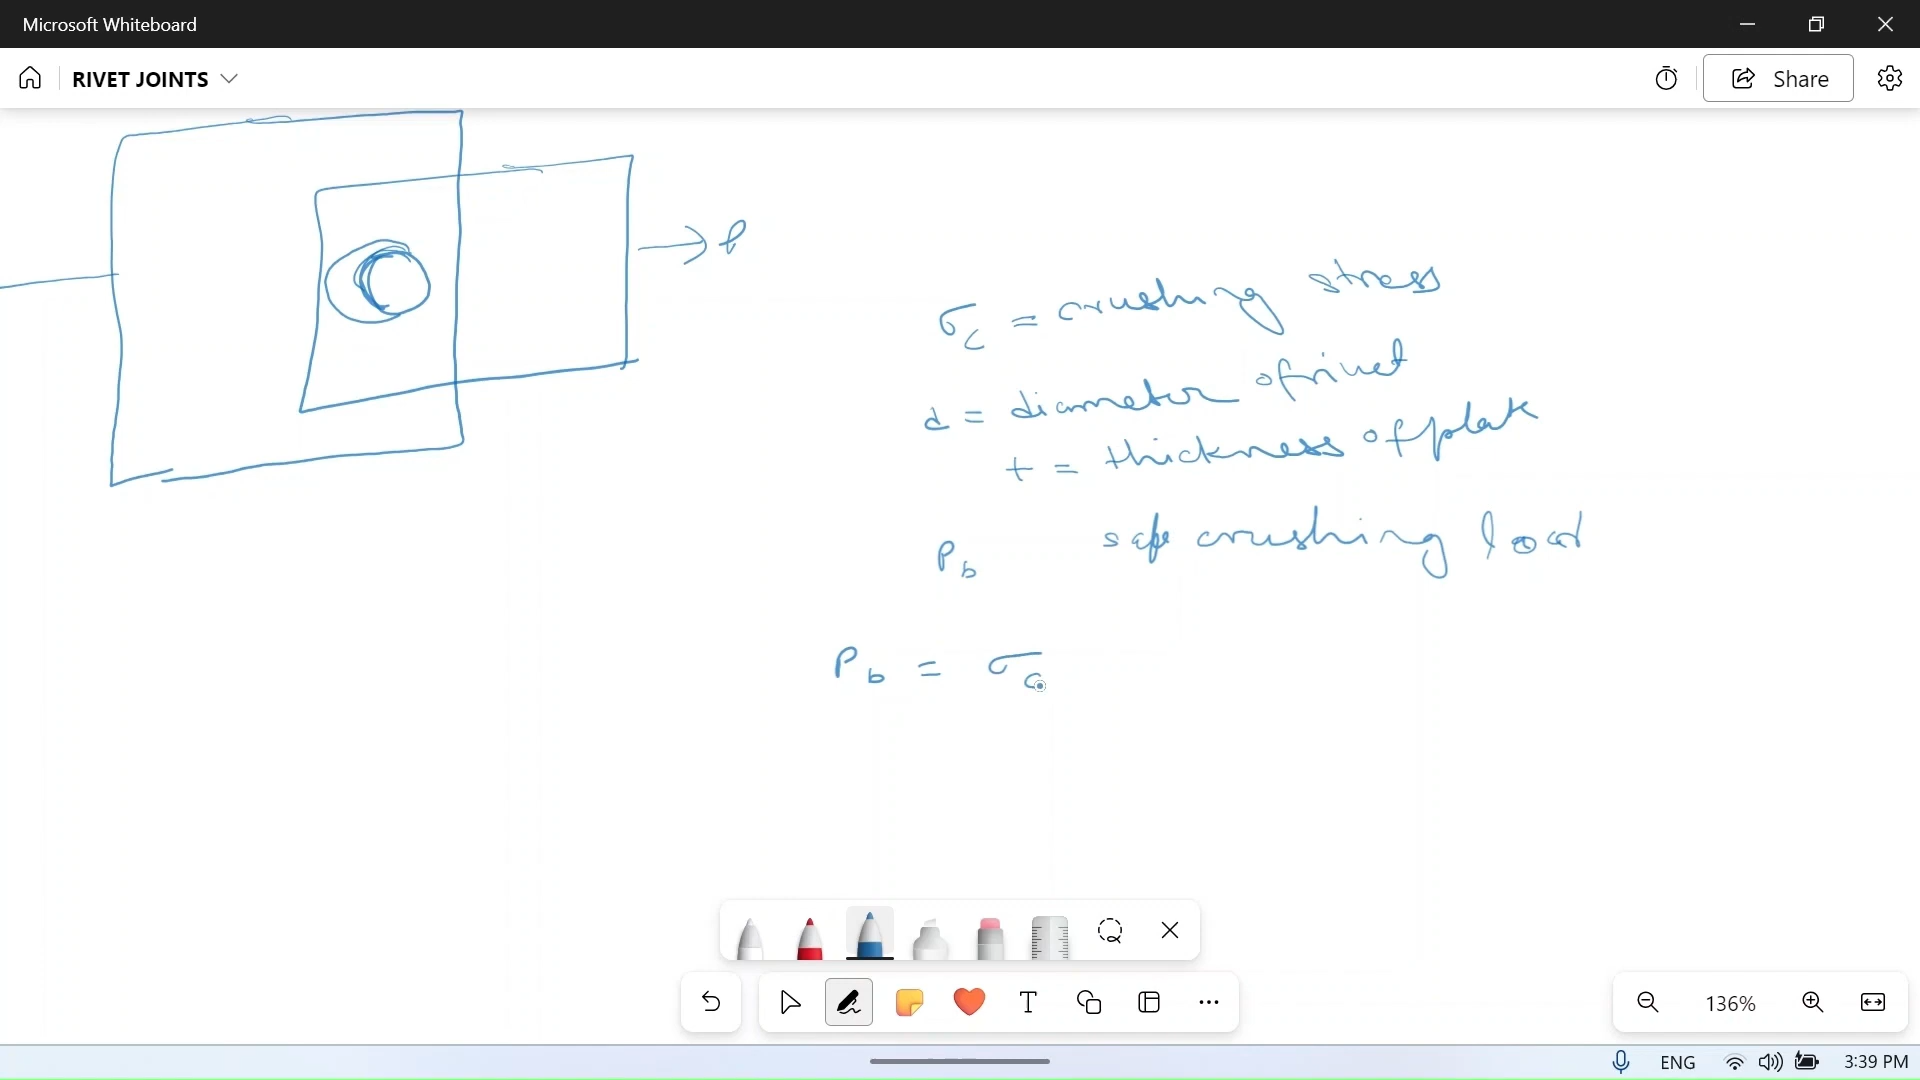 Microsoft Whiteboard
RIVET JOINTS
Share
P
σc = crushing stress
d = diameter of rivet
t = thickness of plate
Pb safe crushing load
Pb = σc
T
136%
ENG
3:39 PM